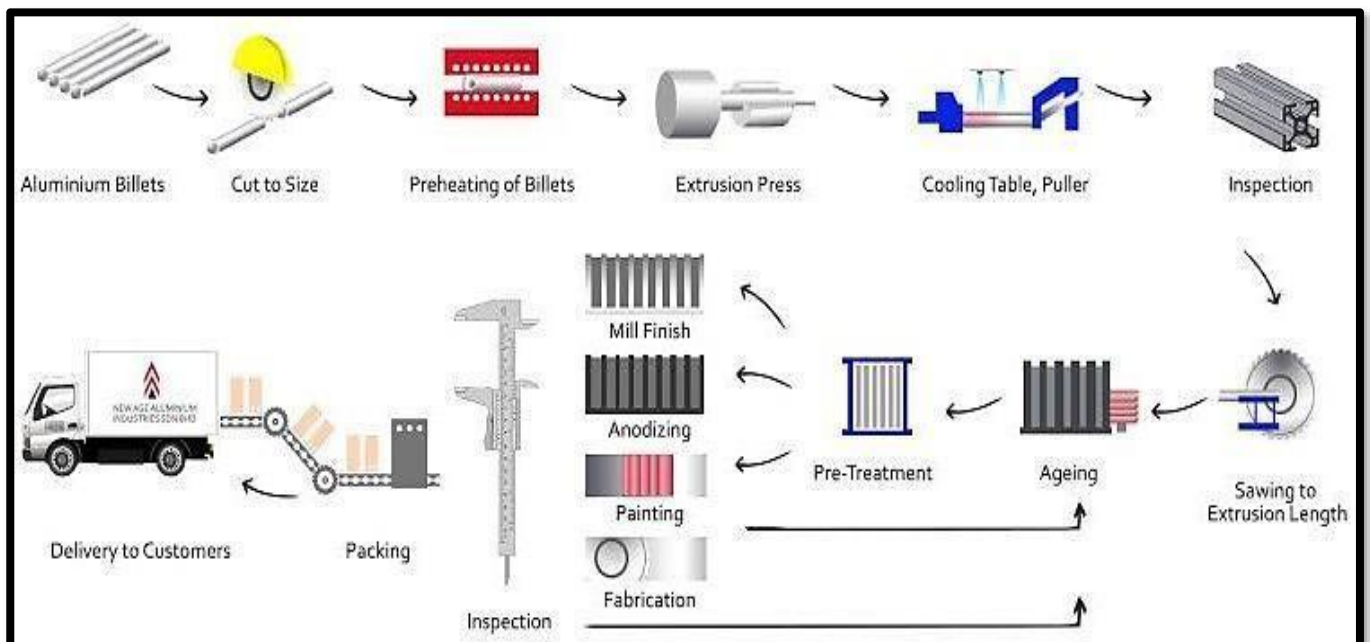 Aluminium Billets
Cut to Size
Preheating of Billets
Extrusion Press
Cooling Table, Puller
Inspection
Mill Finish
Anodizing
Painting
Fabrication
Pre-Treatment
Ageing
Sawing to
Extrusion Length
NEW AGE ALUMINIUM
INDUSTRIES SDN BHD
Delivery to Customers
Packing
Inspection